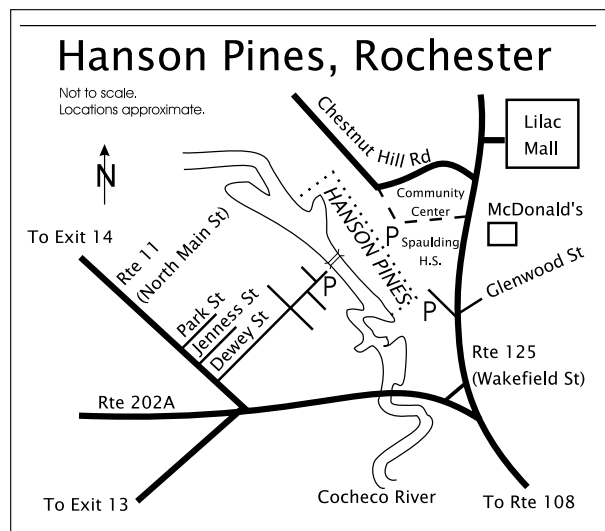 Hanson Pines, Rochester
Not to scale.
Locations approximate.
N
Chestnut Hill Rd
Lilac
Mall
Community
Center
McDonald's
HANSON PINES
P
Spaulding
H.S.
To Exit 14
Rte 11
(North Main St)
Park St
Jenness St
Dewey St
P
P
Glenwood St
Rte 125
(Wakefield St)
Rte 202A
To Exit 13
Cocheco River
To Rte 108